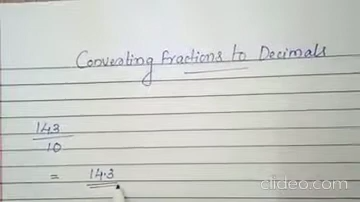 Converting fractions to Decimals
143
10
= 14.3
clideo.com